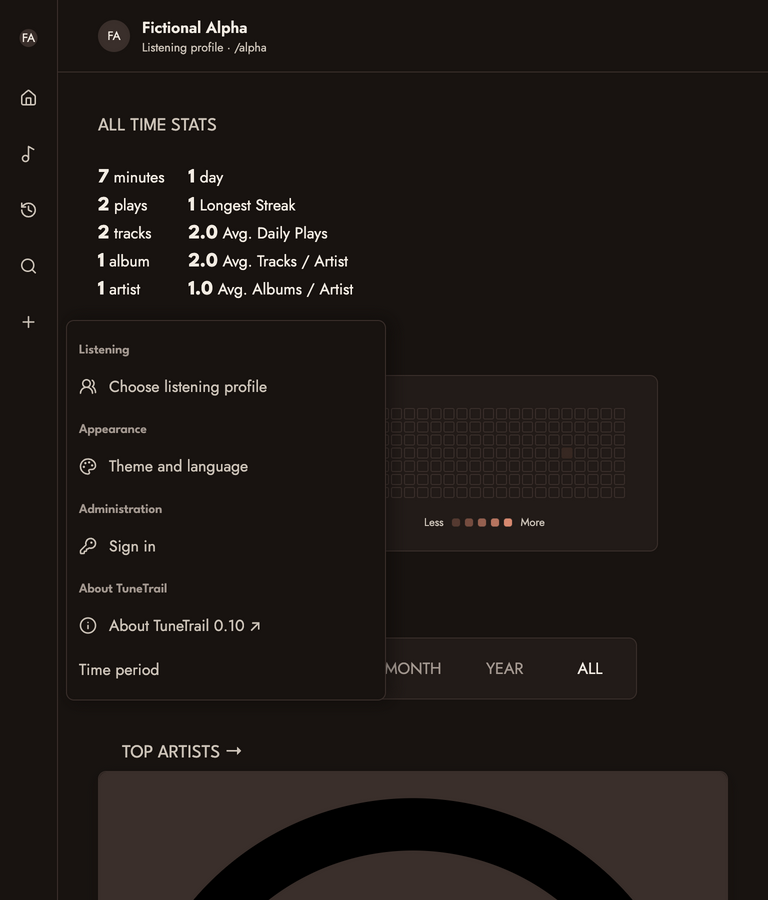 FA
FA
Fictional Alpha
Listening profile · /alpha
ALL TIME STATS
7 minutes
1 day
2 plays
1 Longest Streak
2 tracks
2.0 Avg. Daily Plays
1 album
2.0 Avg. Tracks / Artist
1 artist
1.0 Avg. Albums / Artist
Listening
Choose listening profile
Appearance
Theme and language
Administration
Sign in
About TuneTrail
About TuneTrail 0.10 ↗
Time period
Less
More
MONTH
YEAR
ALL
TOP ARTISTS →